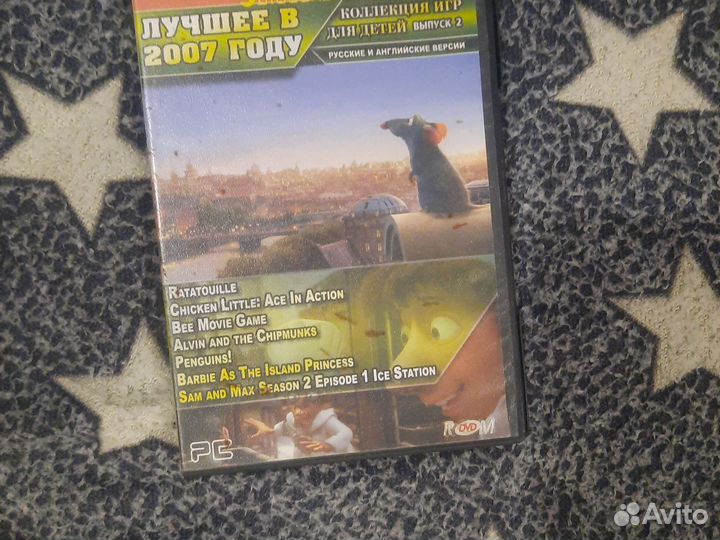 ЛУЧШЕЕ В
2007 ГОДУ
КОЛЛЕКЦИЯ ИГР
ДЛЯ ДЕТЕЙ ВЫПУСК 2
РУССКИЕ И АНГЛИЙСКИЕ ВЕРСИИ
RATATOUILLE
CHICKEN LITTLE: ACE IN ACTION
BEE MOVIE GAME
ALVIN AND THE CHIPMUNKS
PENGUINS!
BARBIE AS THE ISLAND PRINCESS
SAM AND MAX SEASON 2 EPISODE 1 ICE STATION
PC
DVD
Avito